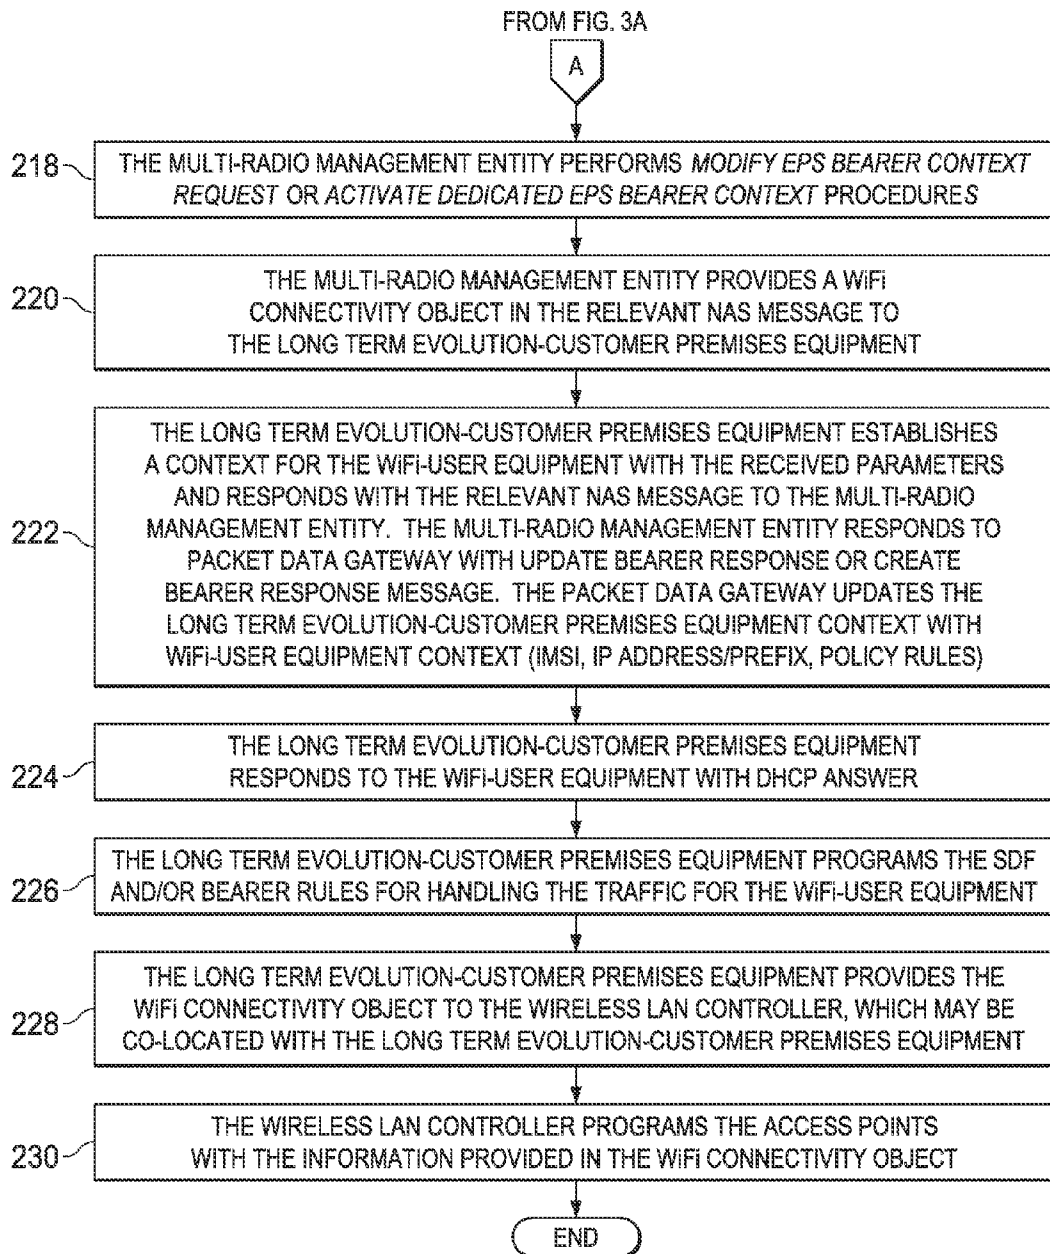 FROM FIG. 3A
A
218
THE MULTI-RADIO MANAGEMENT ENTITY PERFORMS MODIFY EPS BEARER CONTEXT
REQUEST OR ACTIVATE DEDICATED EPS BEARER CONTEXT PROCEDURES
220
THE MULTI-RADIO MANAGEMENT ENTITY PROVIDES A WiFi
CONNECTIVITY OBJECT IN THE RELEVANT NAS MESSAGE TO
THE LONG TERM EVOLUTION-CUSTOMER PREMISES EQUIPMENT
222
THE LONG TERM EVOLUTION-CUSTOMER PREMISES EQUIPMENT ESTABLISHES
A CONTEXT FOR THE WiFi-USER EQUIPMENT WITH THE RECEIVED PARAMETERS
AND RESPONDS WITH THE RELEVANT NAS MESSAGE TO THE MULTI-RADIO
MANAGEMENT ENTITY. THE MULTI-RADIO MANAGEMENT ENTITY RESPONDS TO
PACKET DATA GATEWAY WITH UPDATE BEARER RESPONSE OR CREATE
BEARER RESPONSE MESSAGE. THE PACKET DATA GATEWAY UPDATES THE
LONG TERM EVOLUTION-CUSTOMER PREMISES EQUIPMENT CONTEXT WITH
WiFi-USER EQUIPMENT CONTEXT (IMSI, IP ADDRESS/PREFIX, POLICY RULES)
224
THE LONG TERM EVOLUTION-CUSTOMER PREMISES EQUIPMENT
RESPONDS TO THE WiFi-USER EQUIPMENT WITH DHCP ANSWER
226
THE LONG TERM EVOLUTION-CUSTOMER PREMISES EQUIPMENT PROGRAMS THE SDF
AND/OR BEARER RULES FOR HANDLING THE TRAFFIC FOR THE WiFi-USER EQUIPMENT
228
THE LONG TERM EVOLUTION-CUSTOMER PREMISES EQUIPMENT PROVIDES THE
WiFi CONNECTIVITY OBJECT TO THE WIRELESS LAN CONTROLLER, WHICH MAY BE
CO-LOCATED WITH THE LONG TERM EVOLUTION-CUSTOMER PREMISES EQUIPMENT
230
THE WIRELESS LAN CONTROLLER PROGRAMS THE ACCESS POINTS
WITH THE INFORMATION PROVIDED IN THE WiFi CONNECTIVITY OBJECT
END